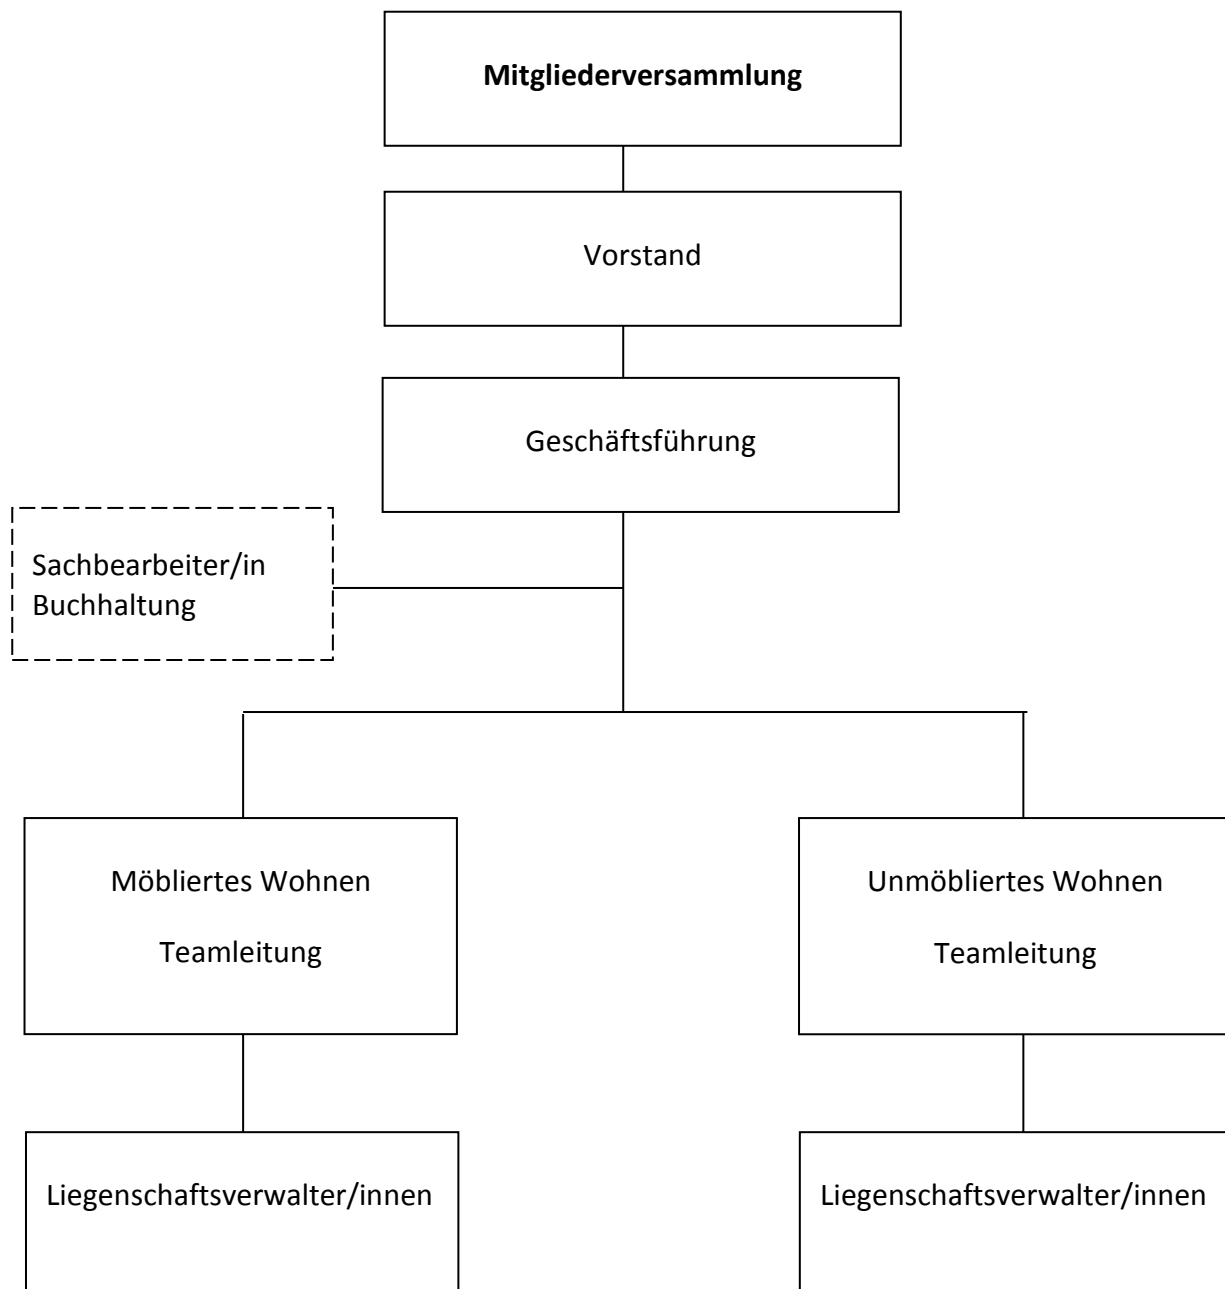 Mitgliederversammlung
Vorstand
Geschäftsführung
Sachbearbeiter/in
Buchhaltung
Möbliertes Wohnen
Teamleitung
Unmöbliertes Wohnen
Teamleitung
Liegenschaftsverwalter/innen
Liegenschaftsverwalter/innen